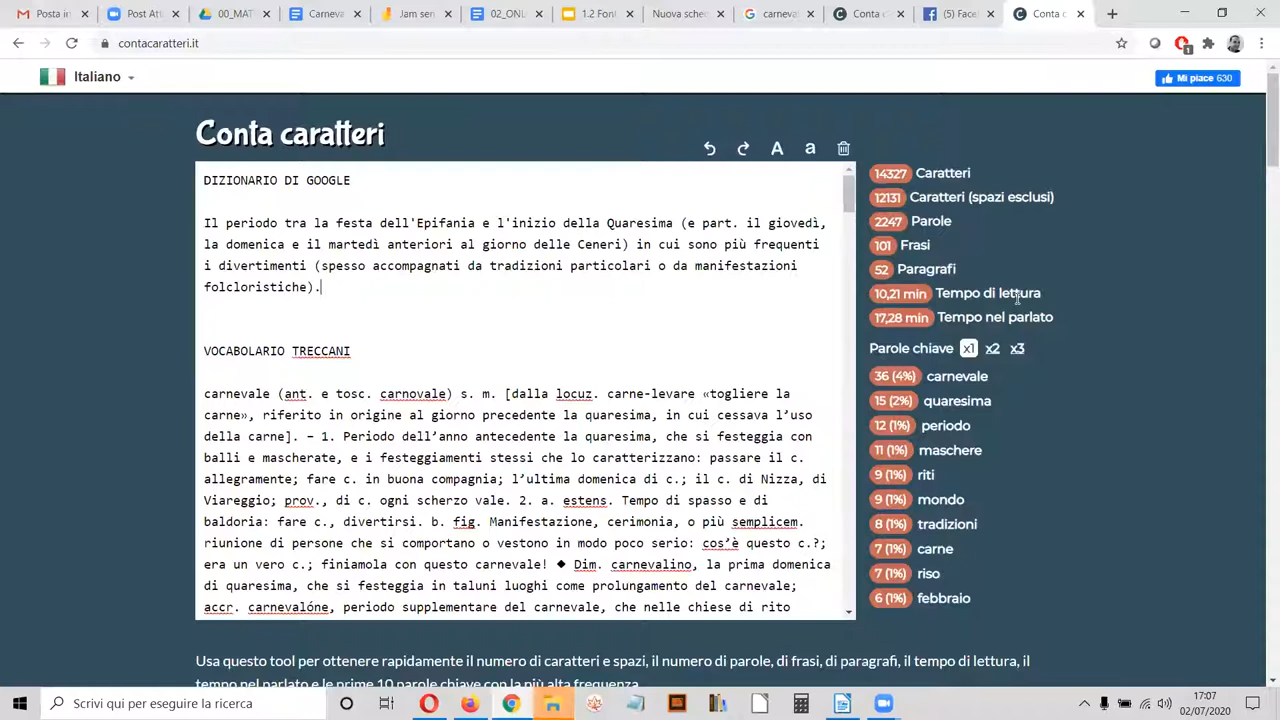 Posta in
Post Att
00_MAT
Carneva
Jam ser
02_ONL
1.2 Font
Nuova sche
carneva
Conta c
(5) Face
Conta c
contacaratteri.it
Italiano
Mi piace 630
Conta caratteri
A a
DIZIONARIO DI GOOGLE
Il periodo tra la festa dell'Epifania e l'inizio della Quaresima (e part. il giovedì,
la domenica e il martedì anteriori al giorno delle Ceneri) in cui sono più frequenti
i divertimenti (spesso accompagnati da tradizioni particolari o da manifestazioni
folcloristiche).
VOCABOLARIO TRECCANI
carnevale (ant. e tosc. carnovale) s. m. [dalla locuz. carne-levare «togliere la
carne», riferito in origine al giorno precedente la quaresima, in cui cessava l’uso
della carne]. – 1. Periodo dell’anno antecedente la quaresima, che si festeggia con
balli e mascherate, e i festeggiamenti stessi che lo caratterizzano: passare il c.
allegramente; fare c. in buona compagnia; l’ultima domenica di c.; il c. di Nizza, di
Viareggio; prov., di c. ogni scherzo vale. 2. a. estens. Tempo di spasso e di
baldoria: fare c., divertirsi. b. fig. Manifestazione, cerimonia, o più semplicem.
riunione di persone che si comportano o vestono in modo poco serio: cos’è questo c.?;
era un vero c.; finiamola con questo carnevale! ◆ Dim. carnevalino, la prima domenica
di quaresima, che si festeggia in taluni luoghi come prolungamento del carnevale;
accr. carnevalóne, periodo supplementare del carnevale, che nelle chiese di rito
14327 Caratteri
12131 Caratteri (spazi esclusi)
2247 Parole
101 Frasi
52 Paragrafi
10,21 min Tempo di lettura
17,28 min Tempo nel parlato
Parole chiave x1 x2 x3
36 (4%) carnevale
15 (2%) quaresima
12 (1%) periodo
11 (1%) maschere
9 (1%) riti
9 (1%) mondo
8 (1%) tradizioni
7 (1%) carne
7 (1%) riso
6 (1%) febbraio
Usa questo tool per ottenere rapidamente il numero di caratteri e spazi, il numero di parole, di frasi, di paragrafi, il tempo di lettura, il
tempo nel parlato e le prime 10 parole chiave con la più alta frequenza.
Scrivi qui per eseguire la ricerca
17:07
02/07/2020